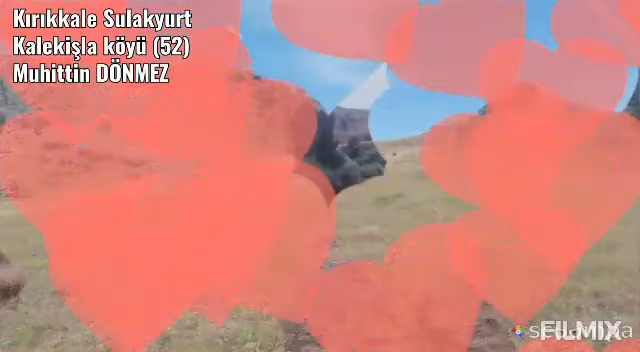 Kırıkkale Sulakyurt
Kalekişla köyü (52)
Muhittin DÖNMEZ
FILMIX